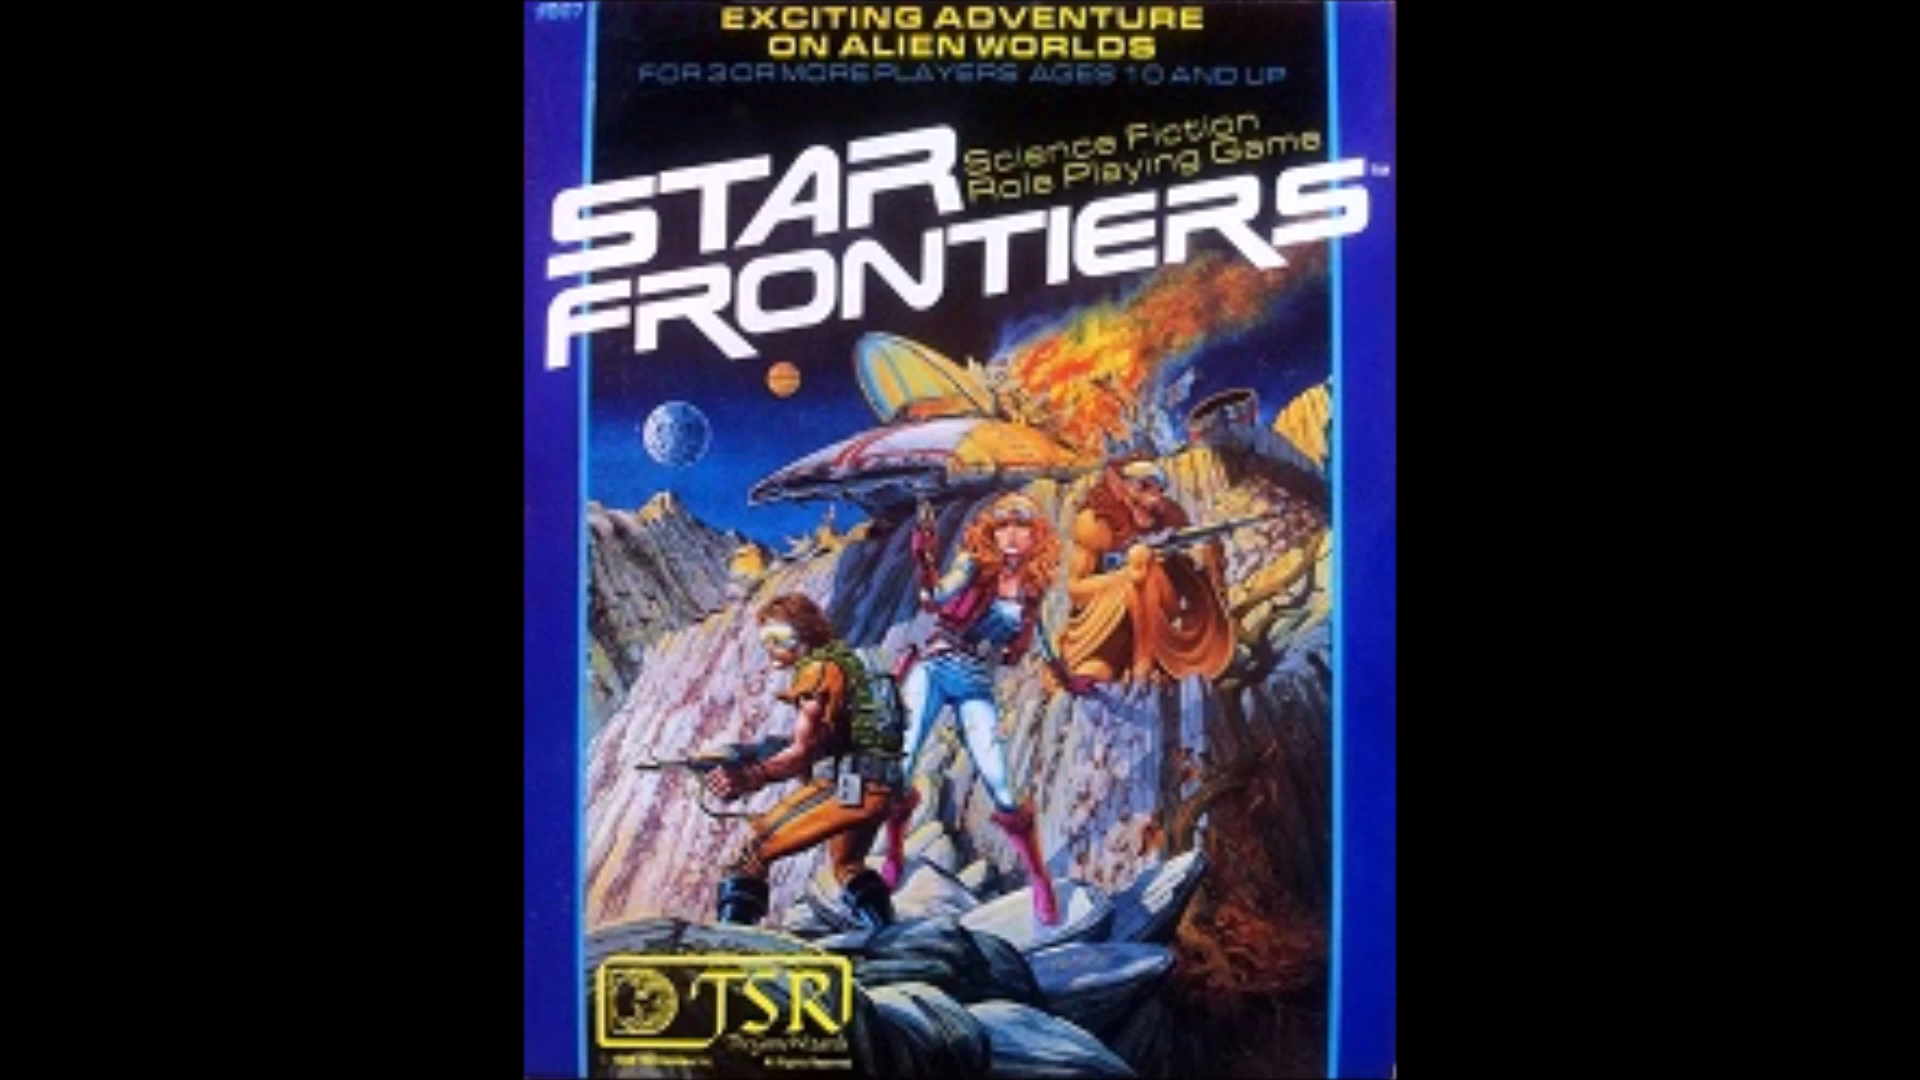 EXCITING ADVENTURE
ON ALIEN WORLDS
FOR 3 OR MORE PLAYERS AGES 10 AND UP
STAR
Science Fiction
Role Playing Game
FRONTIERS™
TSR